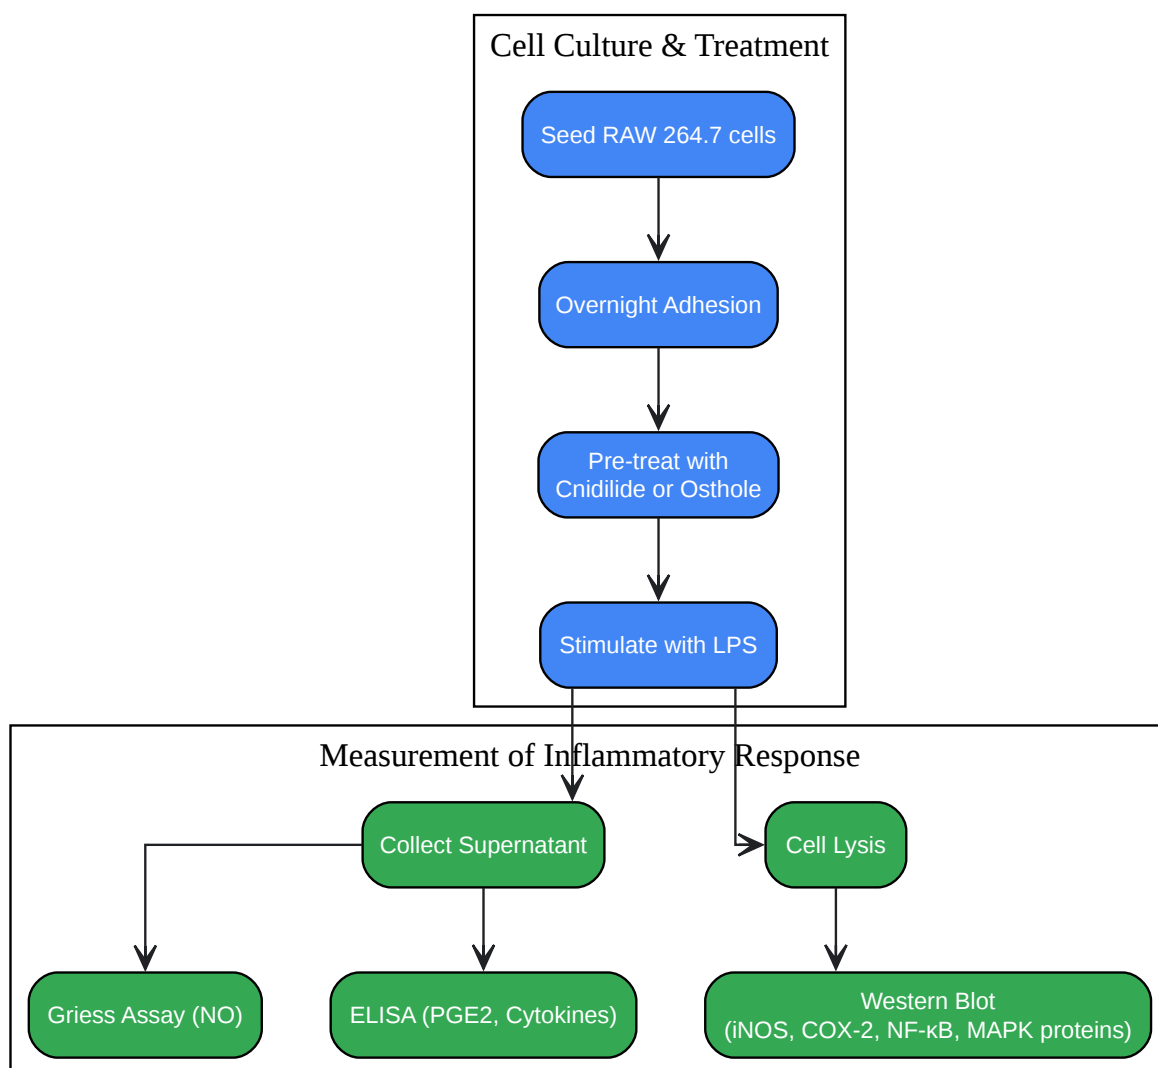 Cell Culture & Treatment
Seed RAW 264.7 cells
Overnight Adhesion
Pre-treat with
Cnidilide or Osthole
Stimulate with LPS
Measurement of Inflammatory Response
Collect Supernatant
Cell Lysis
Griess Assay (NO)
ELISA (PGE2, Cytokines)
Western Blot
(iNOS, COX-2, NF-κB, MAPK proteins)